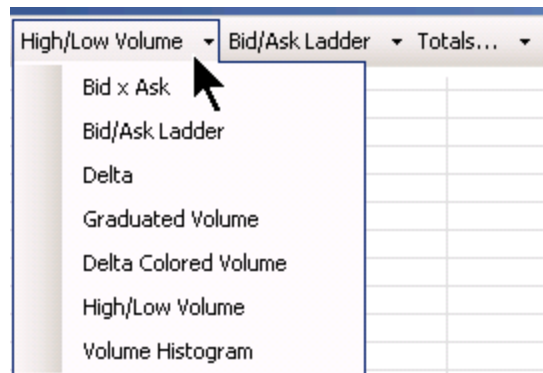 High/Low Volume Bid/Ask Ladder Totals...
Bid x Ask
Bid/Ask Ladder
Delta
Graduated Volume
Delta Colored Volume
High/Low Volume
Volume Histogram